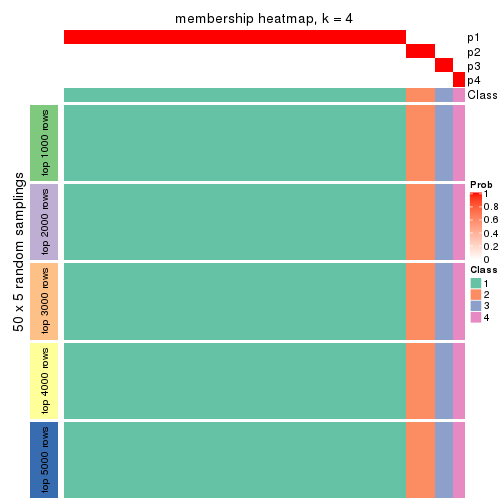 membership heatmap, k = 4
p1
p2
p3
p4
Class
50 x 5 random samplings
top 1000 rows
top 2000 rows
top 3000 rows
top 4000 rows
top 5000 rows
Prob
1
0.8
0.6
0.4
0.2
0
Class
1
2
3
4